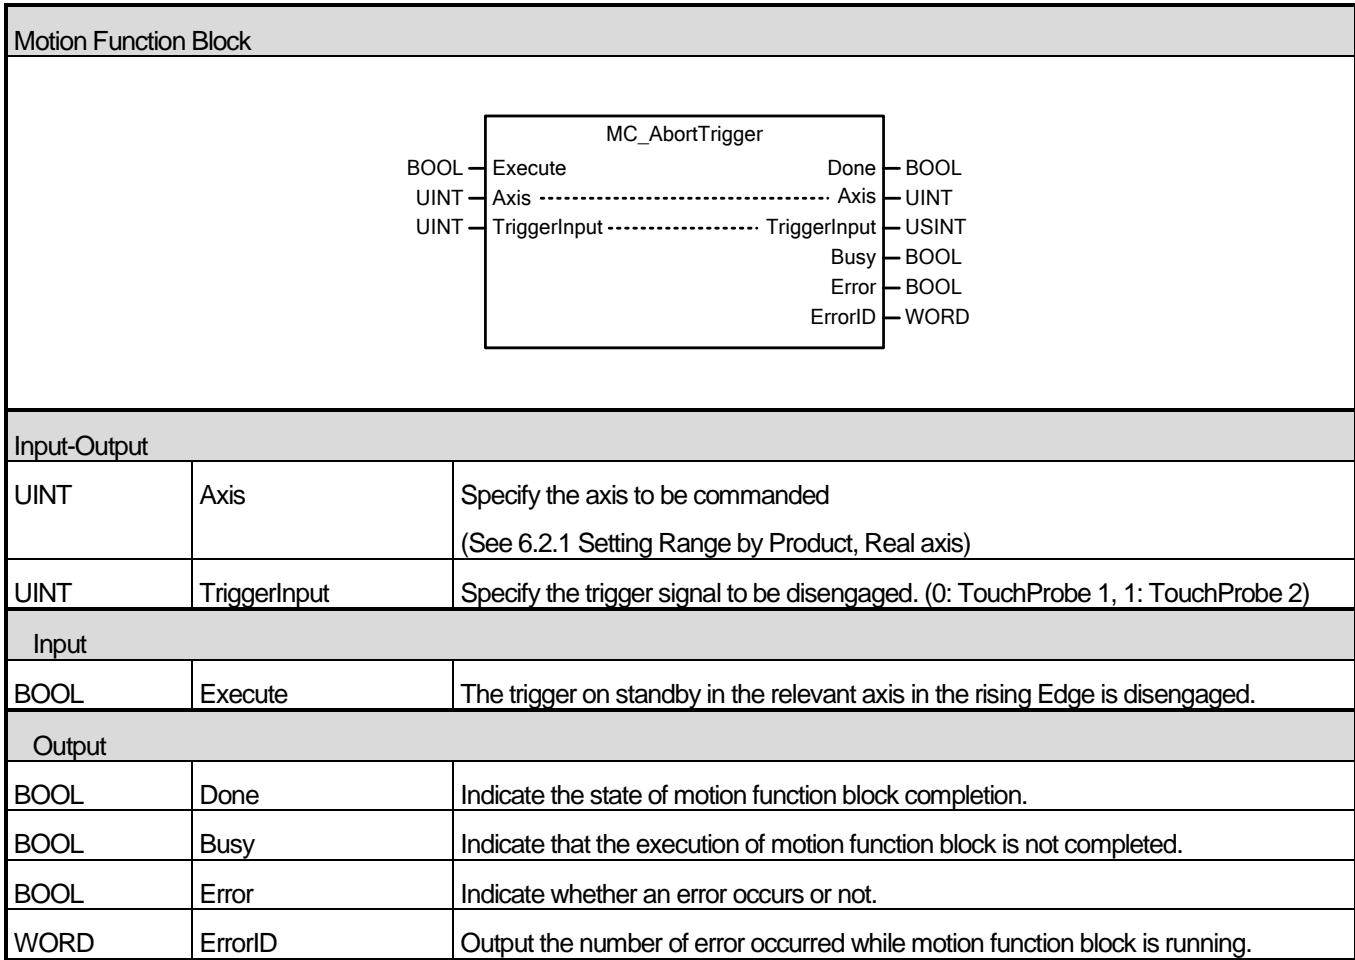 Motion Function Block
MC_AbortTrigger
BOOL Execute Done BOOL
UINT Axis Axis UINT
UINT TriggerInput TriggerInput USINT
Busy BOOL
Error BOOL
ErrorID WORD
Input-Output
UINT Axis Specify the axis to be commanded
(See 6.2.1 Setting Range by Product, Real axis)
UINT TriggerInput Specify the trigger signal to be disengaged. (0: TouchProbe 1, 1: TouchProbe 2)
Input
BOOL Execute The trigger on standby in the relevant axis in the rising Edge is disengaged.
Output
BOOL Done Indicate the state of motion function block completion.
BOOL Busy Indicate that the execution of motion function block is not completed.
BOOL Error Indicate whether an error occurs or not.
WORD ErrorID Output the number of error occurred while motion function block is running.